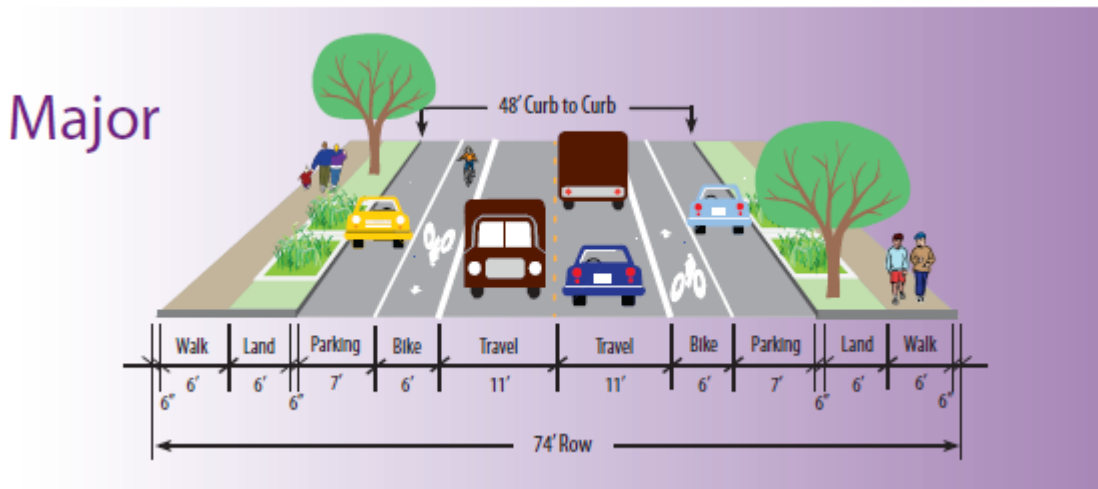 Major
48' Curb to Curb
Walk Land Parking Bike Travel Travel Bike Parking Land Walk
6' 6' 7' 6' 11' 11' 6' 7' 6' 6'
6" 6" 6" 6"
74' Row